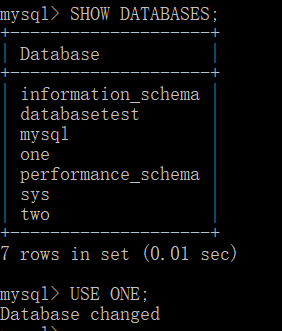 mysql> SHOW DATABASES;
+--------------------+
| Database           |
+--------------------+
| information_schema |
| databasetest       |
| mysql              |
| one                |
| performance_schema |
| sys                |
| two                |
+--------------------+
7 rows in set (0.01 sec)

mysql> USE ONE;
Database changed